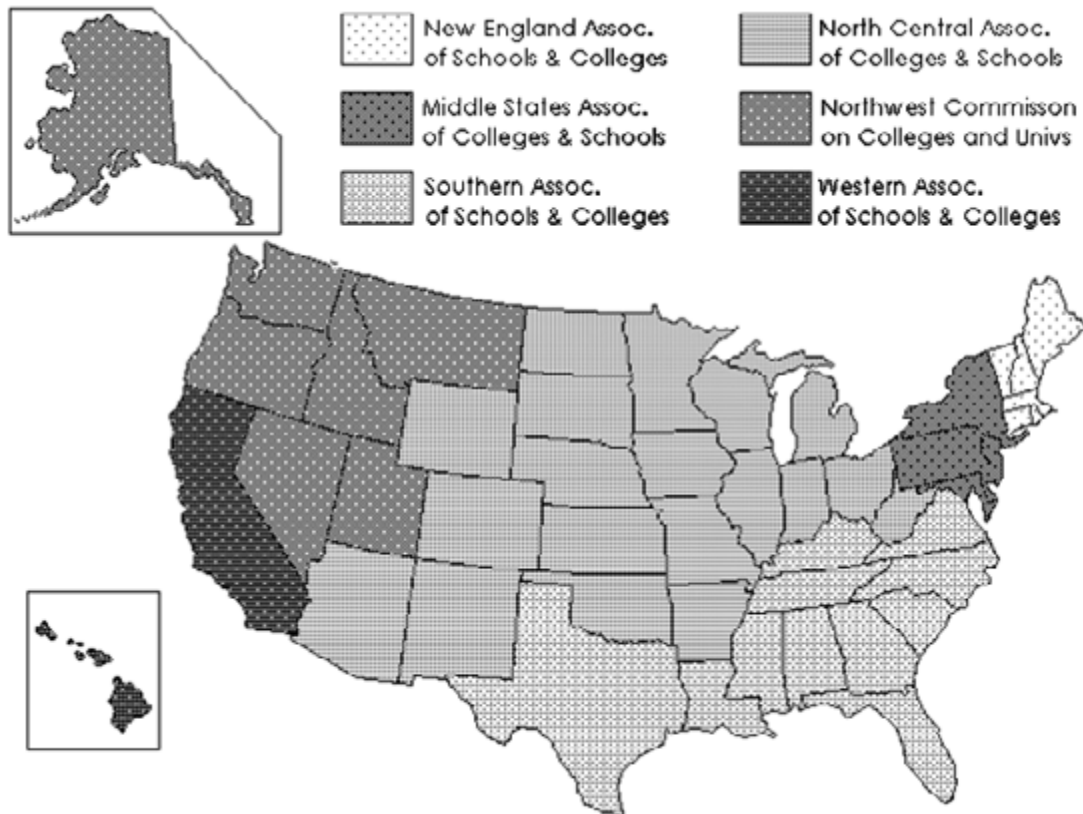 New England Assoc.
of Schools & Colleges
Middle States Assoc.
of Colleges & Schools
Southern Assoc.
of Schools & Colleges
North Central Assoc.
of Colleges & Schools
Northwest Commisson
on Colleges and Univs
Western Assoc.
of Schools & Colleges